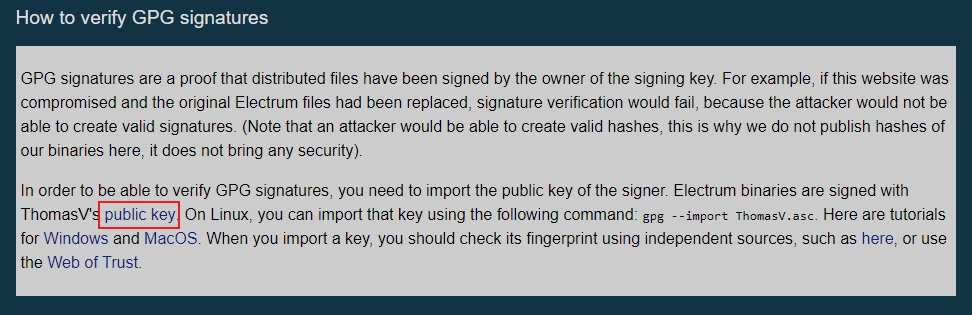 How to verify GPG signatures
GPG signatures are a proof that distributed files have been signed by the owner of the signing key. For example, if this website was
compromised and the original Electrum files had been replaced, signature verification would fail, because the attacker would not be
able to create valid signatures. (Note that an attacker would be able to create valid hashes, this is why we do not publish hashes of
our binaries here, it does not bring any security).
In order to be able to verify GPG signatures, you need to import the public key of the signer. Electrum binaries are signed with
ThomasV's public key. On Linux, you can import that key using the following command: gpg --import ThomasV.asc. Here are tutorials
for Windows and MacOS. When you import a key, you should check its fingerprint using independent sources, such as here, or use
the Web of Trust.